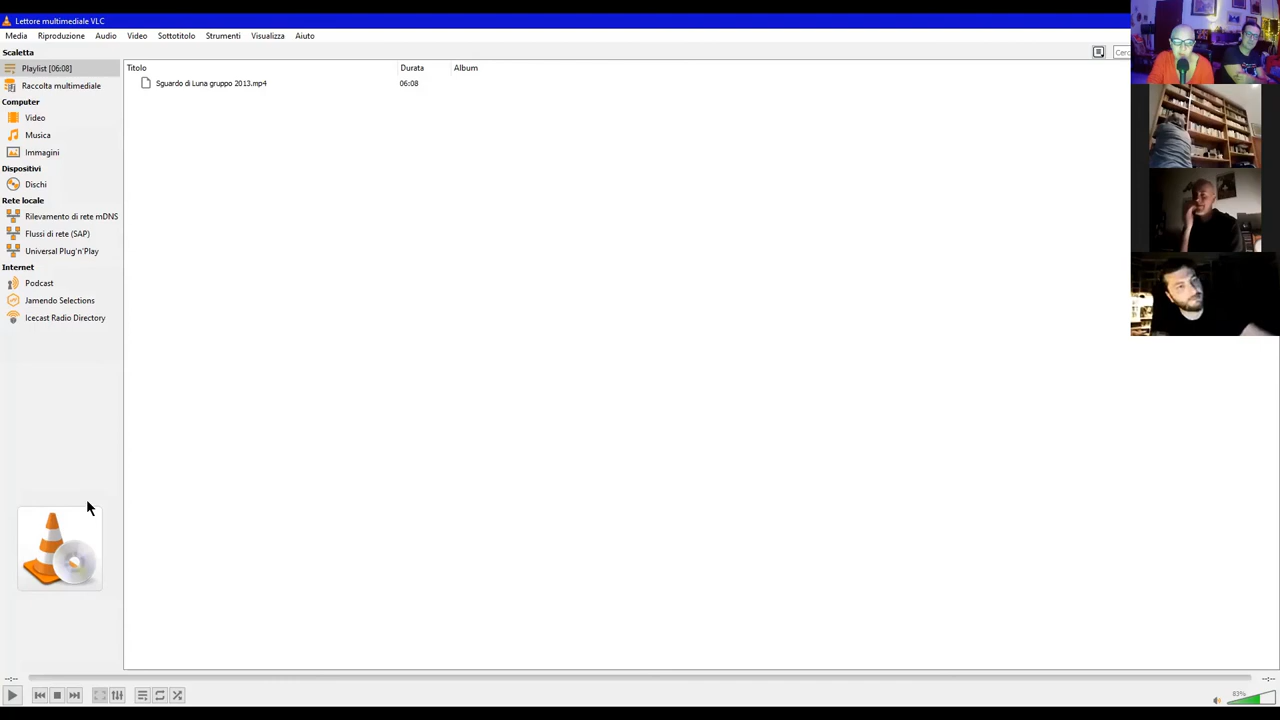 Lettore multimediale VLC
Media Riproduzione Audio Video Sottotitolo Strumenti Visualizza Aiuto
Scaletta
Playlist [06:08]
Raccolta multimediale
Computer
Video
Musica
Immagini
Dispositivi
Dischi
Rete locale
Rilevamento di rete mDNS
Flussi di rete (SAP)
Universal Plug'n'Play
Internet
Podcast
Jamendo Selections
Icecast Radio Directory
Cerc
Titolo Durata Album
Sguardo di Luna gruppo 2013.mp4 06:08
--:-- --:--
83%